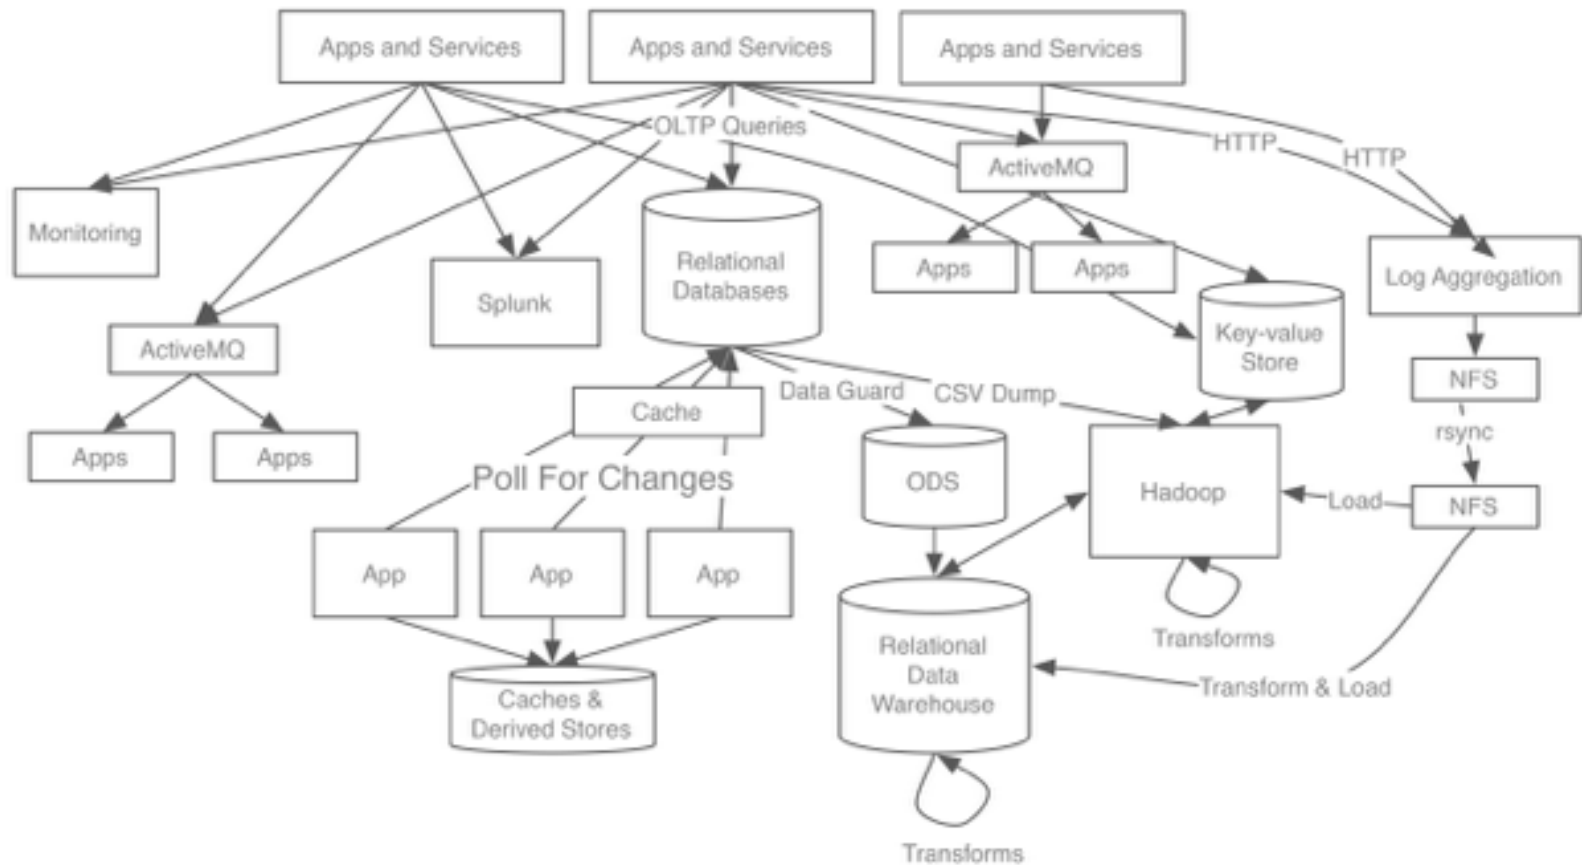 Apps and Services
Apps and Services
Apps and Services
OLTP Queries
HTTP
HTTP
ActiveMQ
Monitoring
Relational
Databases
Apps
Apps
Log Aggregation
Splunk
Key-value
Store
ActiveMQ
NFS
Data Guard
CSV Dump
Cache
rsync
Apps
Apps
Poll For Changes
ODS
Hadoop
Load
NFS
App
App
App
Transforms
Relational
Data
Warehouse
Transform & Load
Caches &
Derived Stores
Transforms